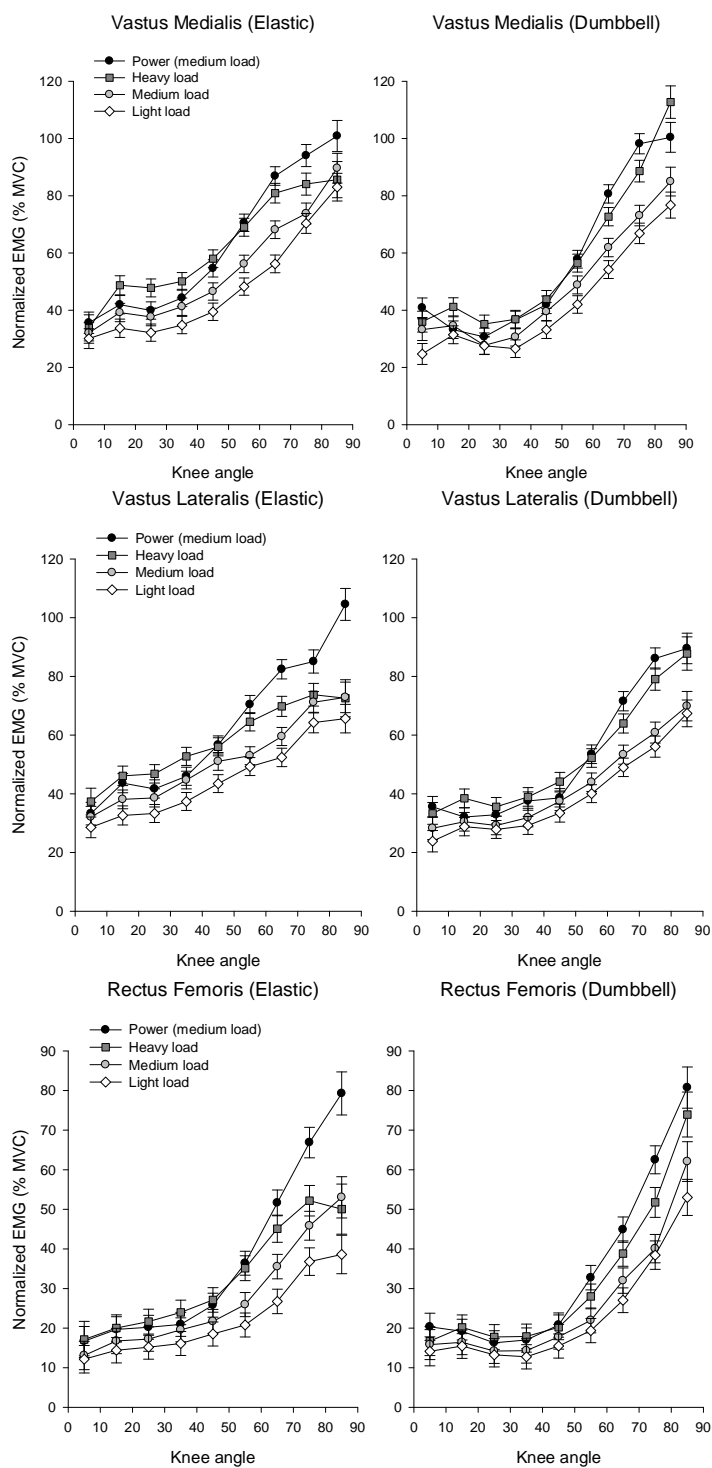 Vastus Medialis (Elastic)
Vastus Medialis (Dumbbell)
Power (medium load)
Heavy load
Medium load
Light load
Normalized EMG (% MVC)
120
100
80
60
40
20
0
0 10 20 30 40 50 60 70 80 90
Knee angle
120
100
80
60
40
20
0
0 10 20 30 40 50 60 70 80 90
Knee angle
Vastus Lateralis (Elastic)
Vastus Lateralis (Dumbbell)
Power (medium load)
Heavy load
Medium load
Light load
Normalized EMG (% MVC)
120
100
80
60
40
20
0
0 10 20 30 40 50 60 70 80 90
Knee angle
120
100
80
60
40
20
0
0 10 20 30 40 50 60 70 80 90
Knee angle
Rectus Femoris (Elastic)
Rectus Femoris (Dumbbell)
Power (medium load)
Heavy load
Medium load
Light load
Normalized EMG (% MVC)
90
80
70
60
50
40
30
20
10
0
0 10 20 30 40 50 60 70 80 90
Knee angle
90
80
70
60
50
40
30
20
10
0
0 10 20 30 40 50 60 70 80 90
Knee angle